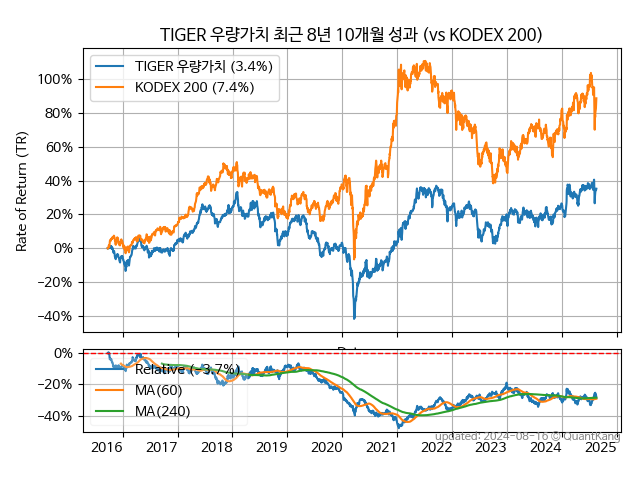 TIGER 우량가치 최근 8년 10개월 성과 (vs KODEX 200)
Rate of Return (TR)
100%
80%
60%
40%
20%
0%
−20%
−40%
TIGER 우량가치 (3.4%)
KODEX 200 (7.4%)
0%
−20%
−40%
Relative (−3.7%)
MA(60)
MA(240)
2016 2017 2018 2019 2020 2021 2022 2023 2024 2025
updated: 2024-08-16 © QuantKang